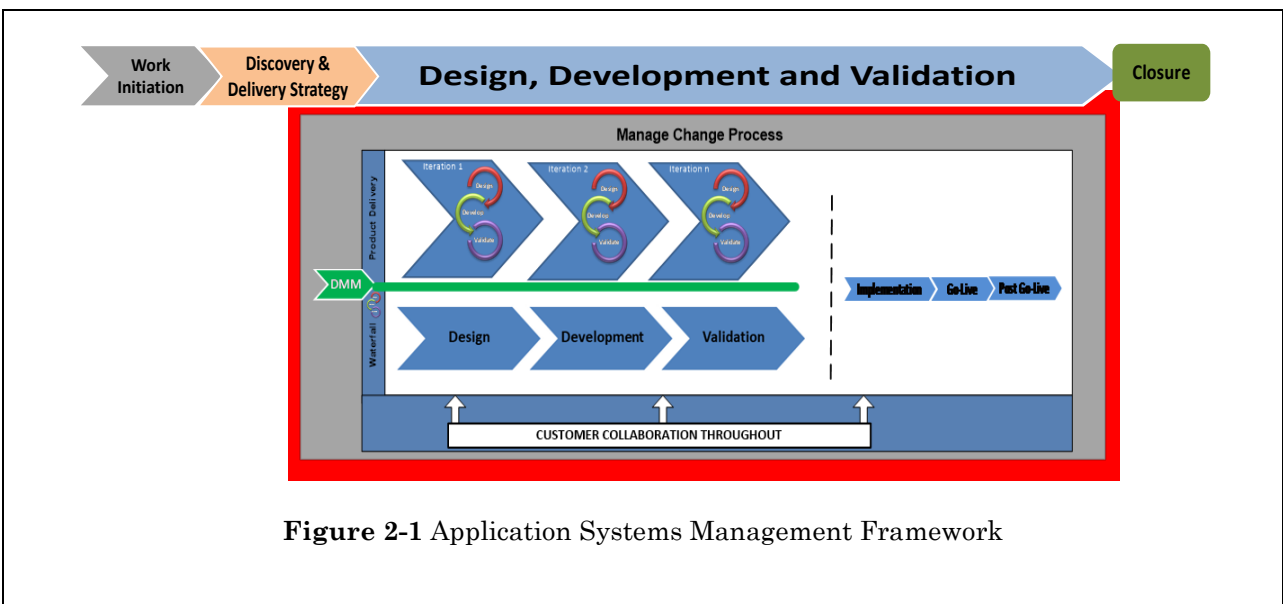 Work
Initiation
Discovery &
Delivery Strategy
Design, Development and Validation
Closure
Manage Change Process
Product Delivery
Iteration 1
Design
Develop
Validate
Iteration 2
Design
Develop
Validate
Iteration n
Design
Develop
Validate
DMM
Implementation
Go-Live
Post Go-Live
Waterfall
Design
Development
Validation
CUSTOMER COLLABORATION THROUGHOUT
Figure 2-1 Application Systems Management Framework